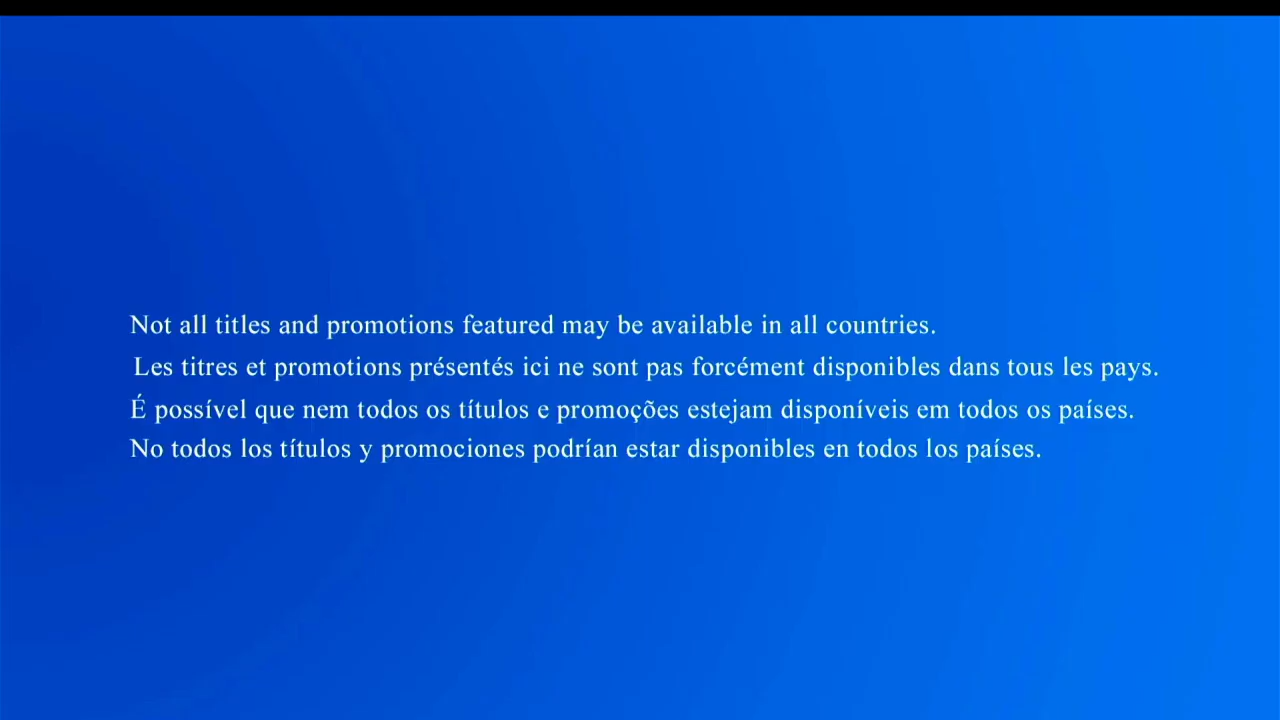 Not all titles and promotions featured may be available in all countries.
Les titres et promotions présentés ici ne sont pas forcément disponibles dans tous les pays.
É possível que nem todos os títulos e promoções estejam disponíveis em todos os países.
No todos los títulos y promociones podrían estar disponibles en todos los países.